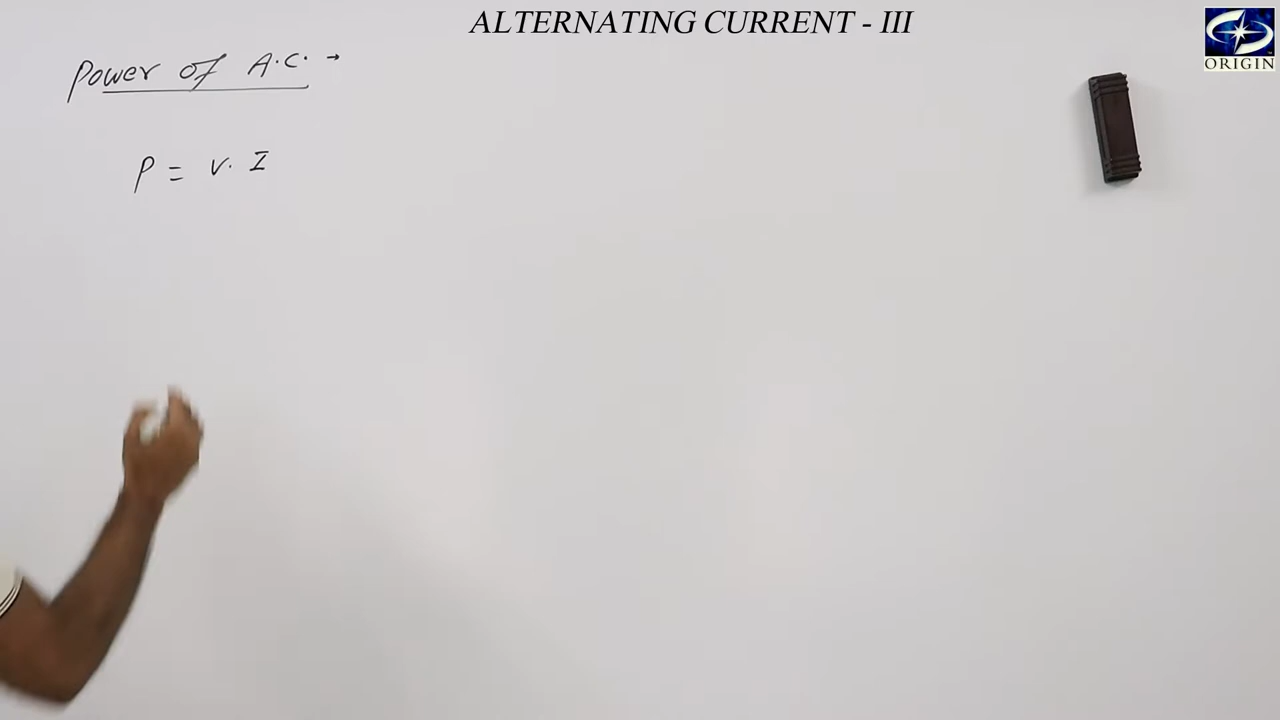 ALTERNATING CURRENT - III
ORIGIN
Power of A.C. →
P = V. I